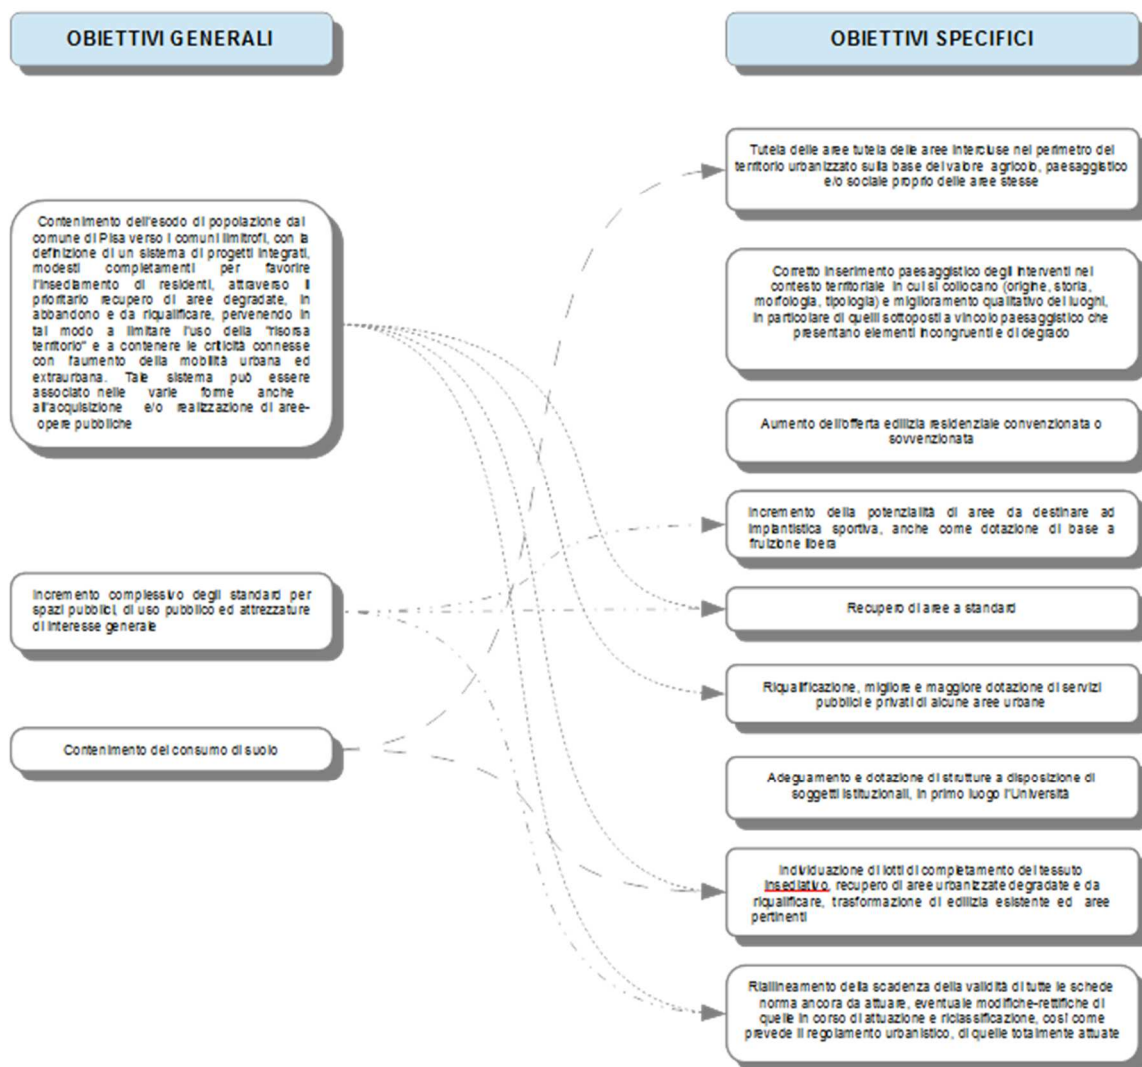 OBIETTIVI GENERALI
Contenimento dell'esodo di popolazione dal
comune di Pisa verso i comuni limitrofi, con la
definizione di un sistema di progetti integrati,
modesti completamenti per favorire
l'insediamento di residenti, attraverso il
prioritario recupero di aree degradate, in
abbandono e da riqualificare, pervenendo in
tal modo a limitare l'uso della "risorsa
territorio" e a contenere le criticità connesse
con l'aumento della mobilità urbana ed
extraurbana. Tale sistema può essere
associato nelle varie forme anche
all'acquisizione e/o realizzazione di aree-
opere pubbliche
Incremento complessivo degli standard per
spazi pubblici, di uso pubblico ed attrezzature
di interesse generale
Contenimento del consumo di suolo
OBIETTIVI SPECIFICI
Tutela delle aree tutela delle aree intercluse nel perimetro del
territorio urbanizzato sulla base del valore agricolo, paesaggistico
e/o sociale proprio delle aree stesse
Corretto inserimento paesaggistico degli interventi nel
contesto territoriale in cui si collocano (origine, storia,
morfologia, tipologia) e miglioramento qualitativo dei luoghi,
in particolare di quelli sottoposti a vincolo paesaggistico che
presentano elementi incongruenti e di degrado
Aumento dell'offerta edilizia residenziale convenzionata o
sovvenzionata
Incremento della potenzialità di aree da destinare ad
impiantistica sportiva, anche come dotazione di base a
fruizione libera
Recupero di aree a standard
Riqualificazione, migliore e maggiore dotazione di servizi
pubblici e privati di alcune aree urbane
Adeguamento e dotazione di strutture a disposizione di
soggetti istituzionali, in primo luogo l'Università
Individuazione di lotti di completamento del tessuto
insediativo, recupero di aree urbanizzate degradate e da
riqualificare, trasformazione di edilizia esistente ed aree
pertinenti
Riallineamento della scadenza della validità di tutte le schede
norma ancora da attuare, eventuale modifiche-rettifiche di
quelle in corso di attuazione e riclassificazione, così come
prevede il regolamento urbanistico, di quelle totalmente attuate